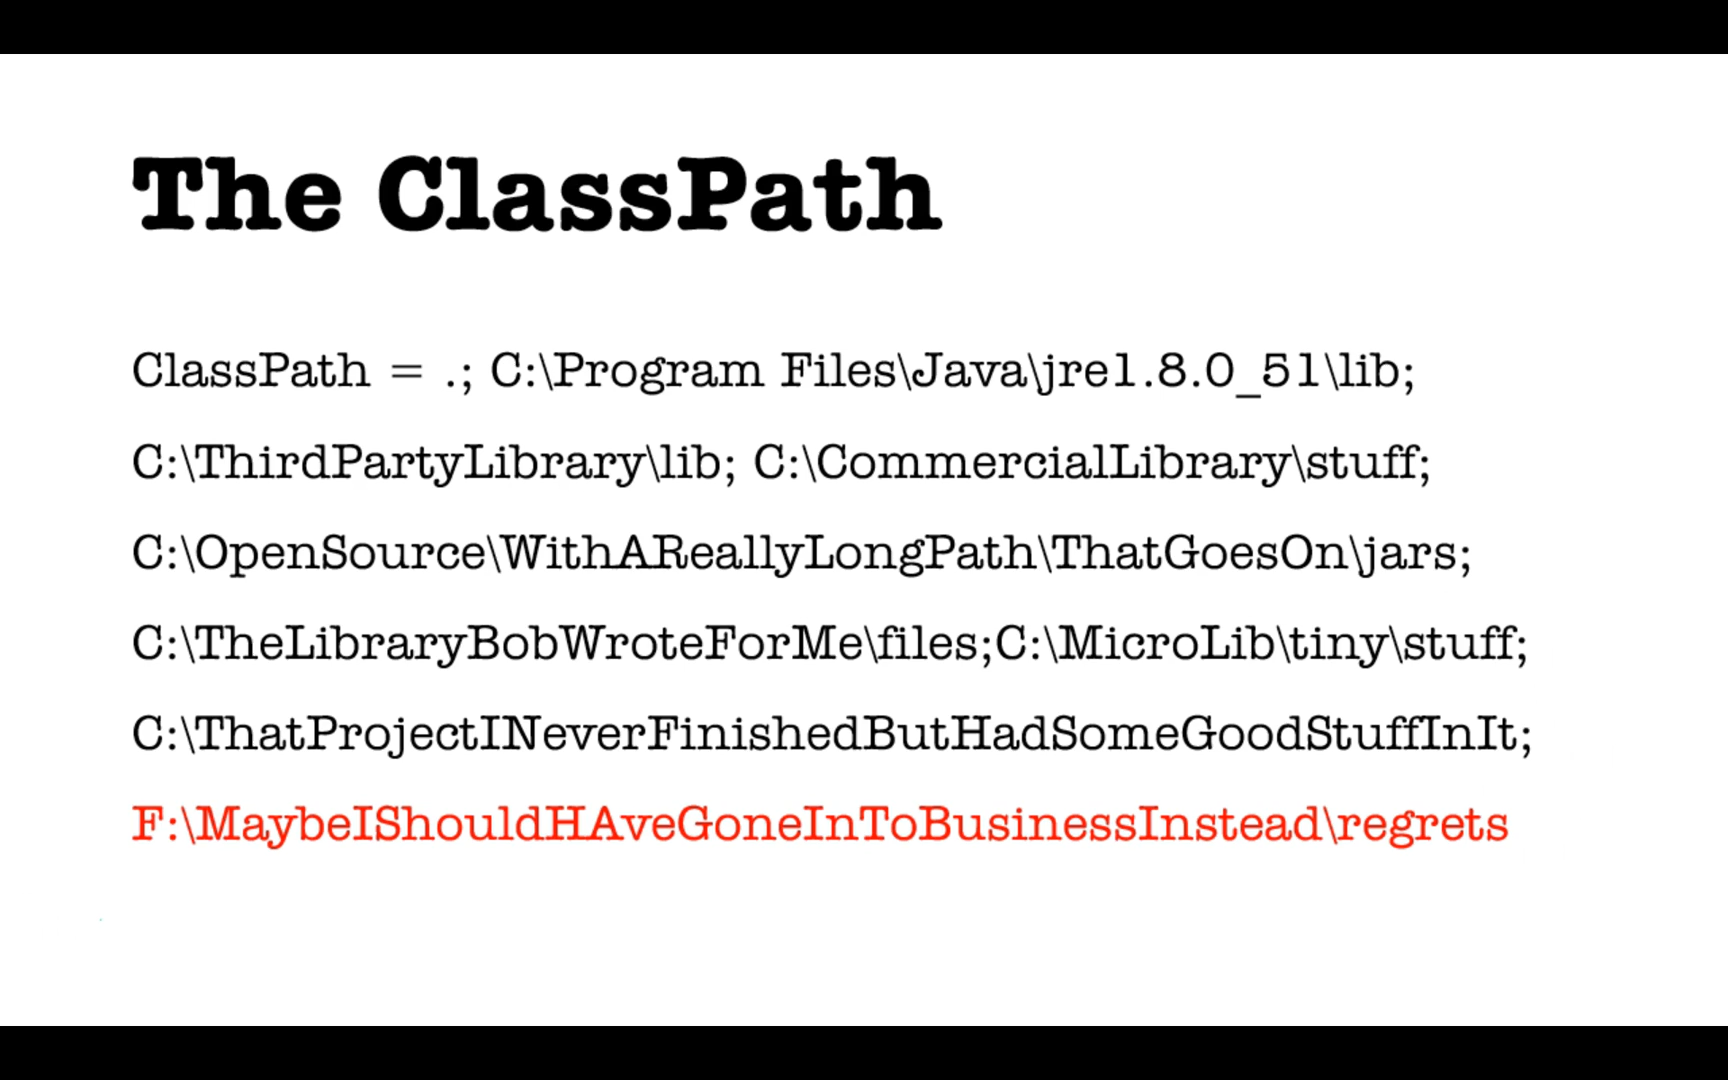 The ClassPath
ClassPath = .; C:\Program Files\Java\jre1.8.0_51\lib;
C:\ThirdPartyLibrary\lib; C:\CommercialLibrary\stuff;
C:\OpenSource\WithAReallyLongPath\ThatGoesOn\jars;
C:\TheLibraryBobWroteForMe\files;C:\MicroLib\tiny\stuff;
C:\ThatProjectINeverFinishedButHadSomeGoodStuffInIt;
F:\MaybeIShouldHAveGoneInToBusinessInstead\regrets